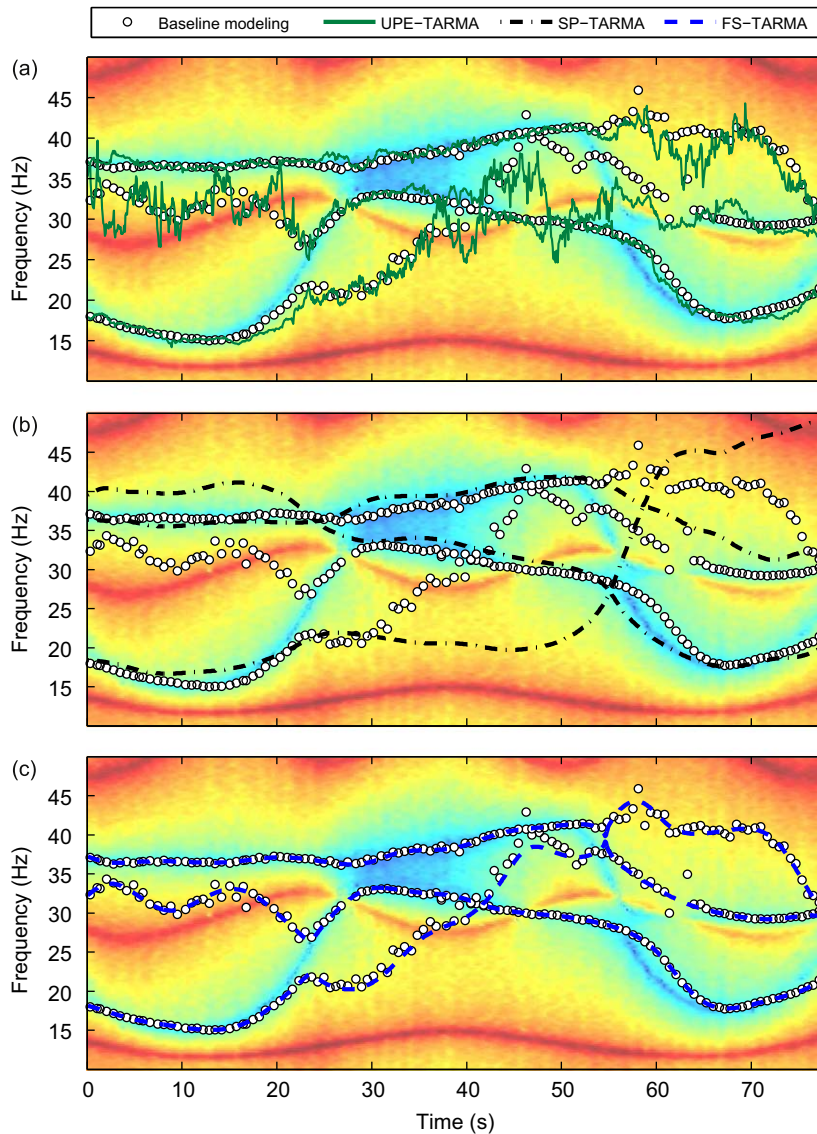 Baseline modeling UPE−TARMA SP−TARMA FS−TARMA
(a)
45
40
35
30
25
20
15
Frequency (Hz)
(b)
45
40
35
30
25
20
15
Frequency (Hz)
(c)
45
40
35
30
25
20
15
Frequency (Hz)
0 10 20 30 40 50 60 70
Time (s)